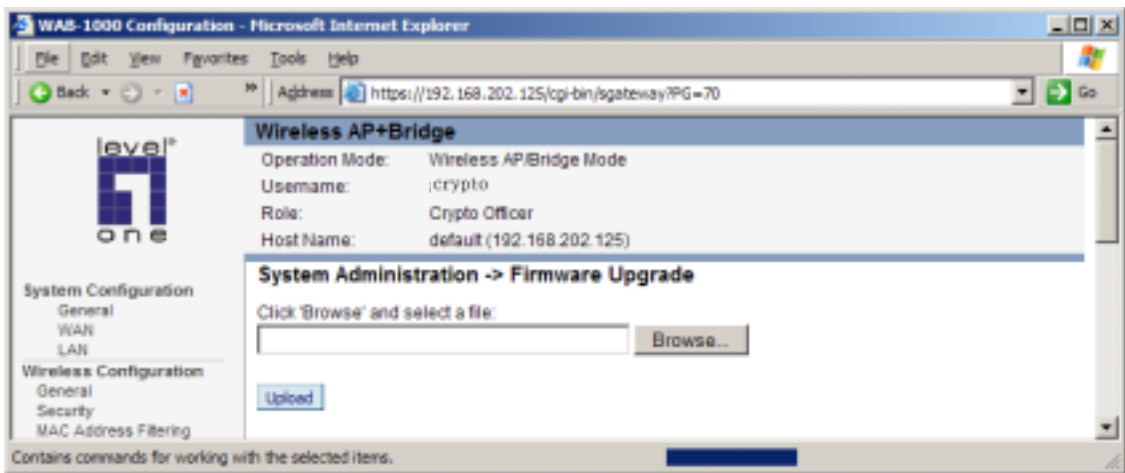 WAB-1000 Configuration - Microsoft Internet Explorer
File Edit View Favorites Tools Help
Back » Address https://192.168.202.125/cgi-bin/sgateway?PG=70 Go
level one
Wireless AP+Bridge
Operation Mode: Wireless AP/Bridge Mode
Username: crypto
Role: Crypto Officer
Host Name: default (192.168.202.125)
System Configuration
General
WAN
LAN
Wireless Configuration
General
Security
MAC Address Filtering
System Administration -> Firmware Upgrade
Click 'Browse' and select a file:
Browse...
Upload
Contains commands for working with the selected items.